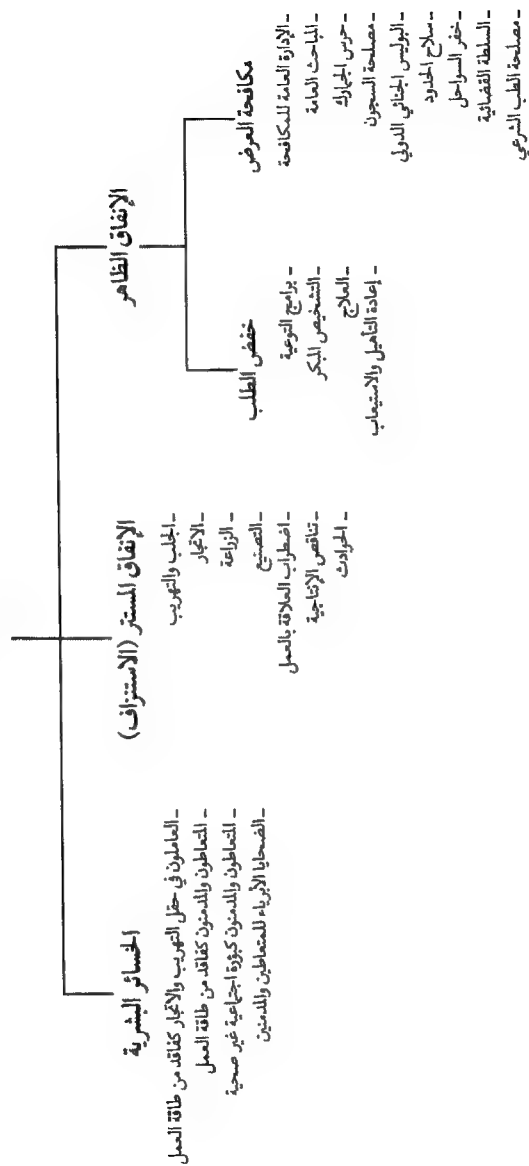 الإنفاق الظاهر
مكافحة العرض
- الإدارة العامة للمكافحة
- المباحث العامة
- حرس الجمارك
- مصلحة السجون
- البوليس الجنائي الدولي
- سلاح الحدود
- خفر السواحل
- السلطة القضائية
- مصلحة الطب الشرعي
خفض الطلب
- برامج التوعية
- التشخيص المبكر
- العلاج
- إعادة التأهيل والاستيعاب
الإنفاق المستتر (الاستنزاف)
- الجلب والتهريب
- الاتجار
- الزراعة
- التصنيع
- اضطراب العلاقة بالعمل
- تناقص الإنتاجية
- الحوادث
الخسائر البشرية
- العاملون في حقل التهريب والاتجار كفاقد من طاقة العمل
- المتعاطون والمدمنون كفاقد من طاقة العمل
- المتعاطون والمدمنون كبؤرة اجتماعية غير صحية
- الضحايا الأبرياء للمتعاطين والمدمنين